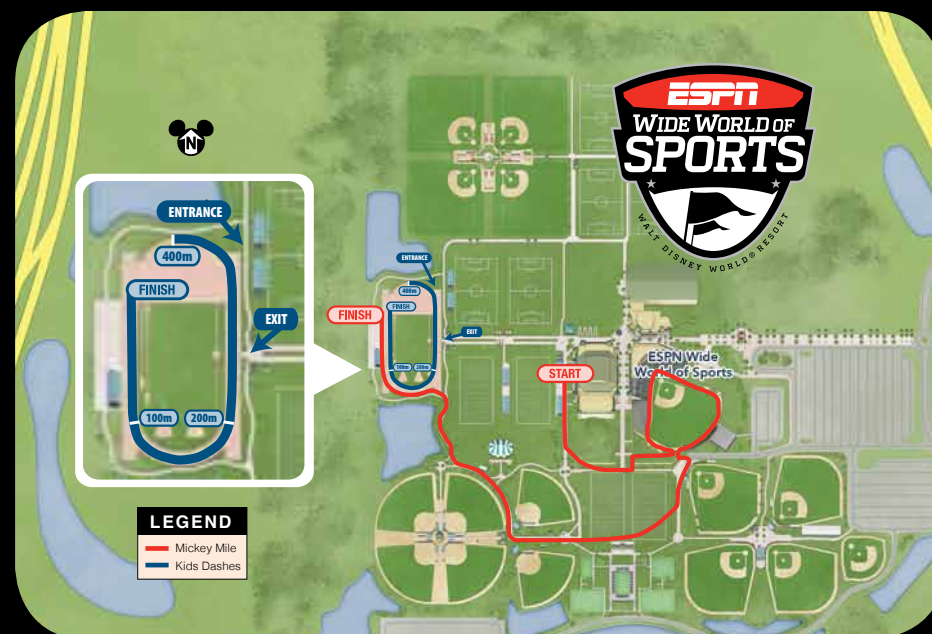 ESPN
WIDE WORLD OF
SPORTS
WALT DISNEY WORLD® RESORT
N
ENTRANCE
400m
FINISH
EXIT
100m
200m
ENTRANCE
400m
FINISH
FINISH
EXIT
100m
200m
START
ESPN Wide
World of Sports
LEGEND
Mickey Mile
Kids Dashes